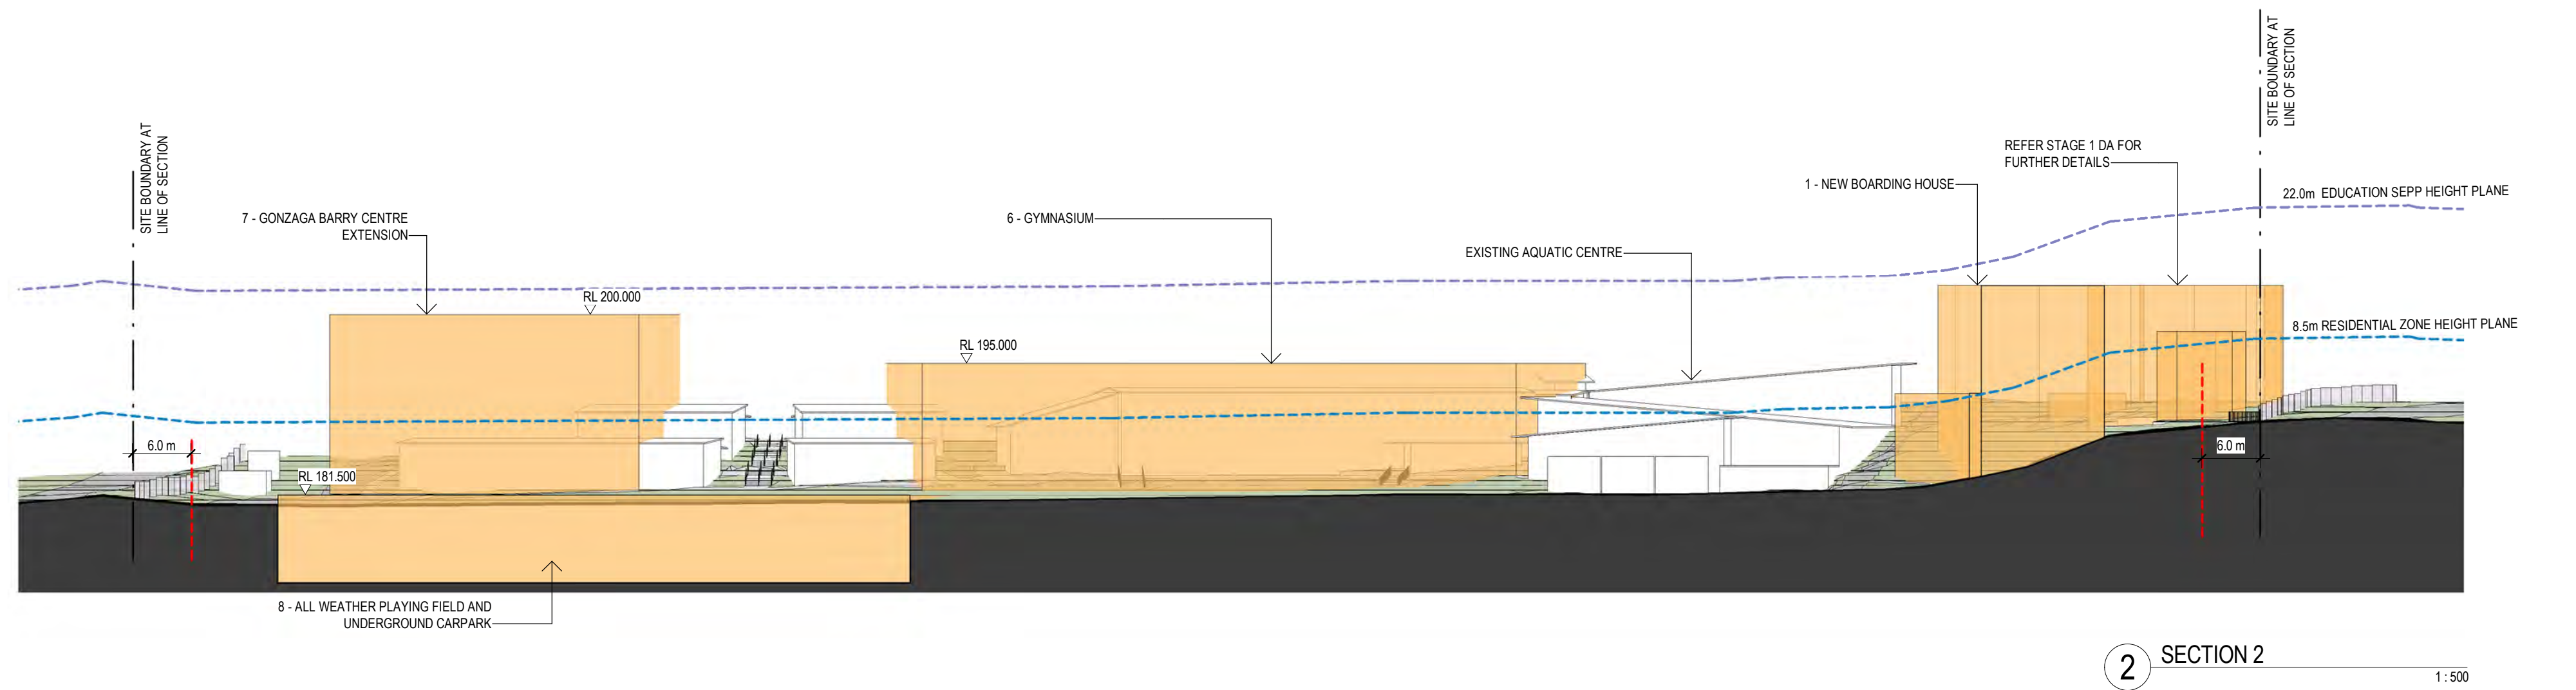 SITE BOUNDARY AT
LINE OF SECTION
SITE BOUNDARY AT
LINE OF SECTION
REFER STAGE 1 DA FOR
FURTHER DETAILS
1 - NEW BOARDING HOUSE
22.0m EDUCATION SEPP HEIGHT PLANE
7 - GONZAGA BARRY CENTRE
EXTENSION
6 - GYMNASIUM
EXISTING AQUATIC CENTRE
RL 200.000
8.5m RESIDENTIAL ZONE HEIGHT PLANE
RL 195.000
6.0 m
6.0 m
RL 181.500
8 - ALL WEATHER PLAYING FIELD AND
UNDERGROUND CARPARK
2
SECTION 2
1 : 500